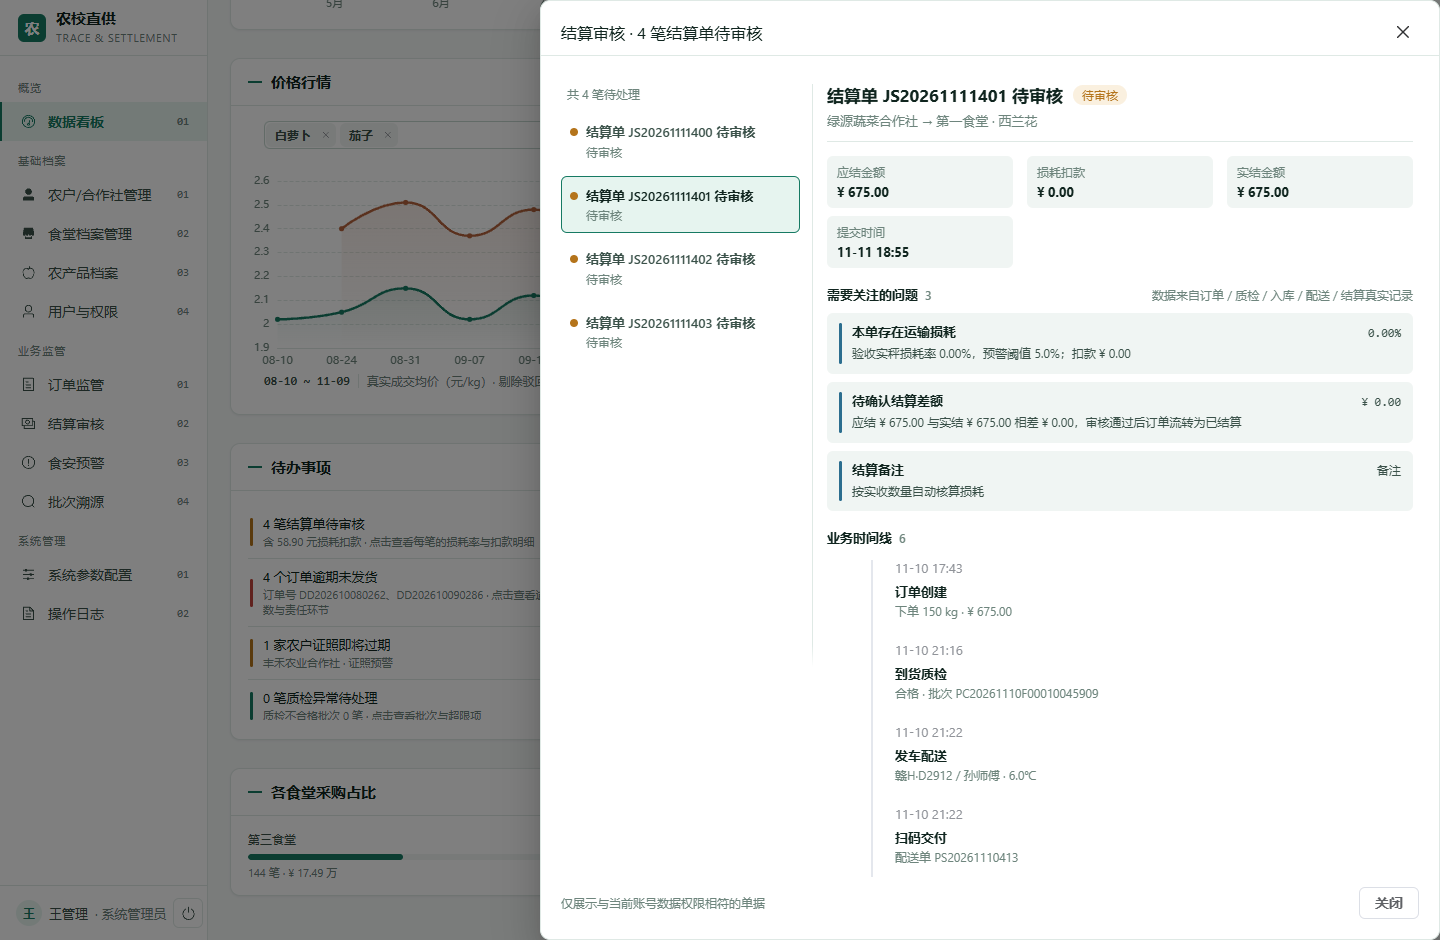 农
农校直供
TRACE & SETTLEMENT
概览
数据看板 01
基础档案
农户/合作社管理 01
食堂档案管理 02
农产品档案 03
用户与权限 04
业务监管
订单监管 01
结算审核 02
食安预警 03
批次溯源 04
系统管理
系统参数配置 01
操作日志 02
王 王管理 · 系统管理员
5月 6月
价格行情
白萝卜 × 茄子 ×
2.6
2.5
2.4
2.3
2.2
2.1
2
1.9
08-10 08-24 08-31 09-07 09-1
08-10 ~ 11-09 真实成交均价（元/kg）· 剔除驳回
待办事项
4 笔结算单待审核
含 58.90 元损耗扣款 · 点击查看每笔的损耗率与扣款明细
4 个订单逾期未发货
订单号 DD202610080262、DD202610090286 · 点击查看
数与责任环节
1 家农户证照即将过期
丰禾农业合作社 · 证照预警
0 笔质检异常待处理
质检不合格批次 0 笔 · 点击查看批次与超限项
各食堂采购占比
第三食堂
144 笔 · ¥ 17.49 万
结算审核 · 4 笔结算单待审核
共 4 笔待处理
结算单 JS20261111400 待审核
待审核
结算单 JS20261111401 待审核
待审核
结算单 JS20261111402 待审核
待审核
结算单 JS20261111403 待审核
待审核
结算单 JS20261111401 待审核 待审核
绿源蔬菜合作社 → 第一食堂 · 西兰花
应结金额
¥ 675.00
损耗扣款
¥ 0.00
实结金额
¥ 675.00
提交时间
11-11 18:55
需要关注的问题 3 数据来自订单 / 质检 / 入库 / 配送 / 结算真实记录
本单存在运输损耗 0.00%
验收实秤损耗率 0.00%，预警阈值 5.0%；扣款 ¥ 0.00
待确认结算差额 ¥ 0.00
应结 ¥ 675.00 与实结 ¥ 675.00 相差 ¥ 0.00，审核通过后订单流转为已结算
结算备注 备注
按实收数量自动核算损耗
业务时间线 6
11-10 17:43
订单创建
下单 150 kg · ¥ 675.00
11-10 21:16
到货质检
合格 · 批次 PC20261110F00010045909
11-10 21:22
发车配送
赣H·D2912 / 孙师傅 · 6.0℃
11-10 21:22
扫码交付
配送单 PS20261110413
仅展示与当前账号数据权限相符的单据
关闭